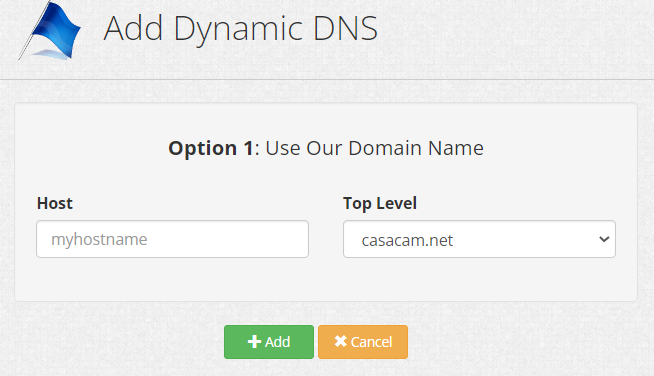 Add Dynamic DNS
Option 1: Use Our Domain Name
Host
Top Level
myhostname
casacam.net
Add
Cancel